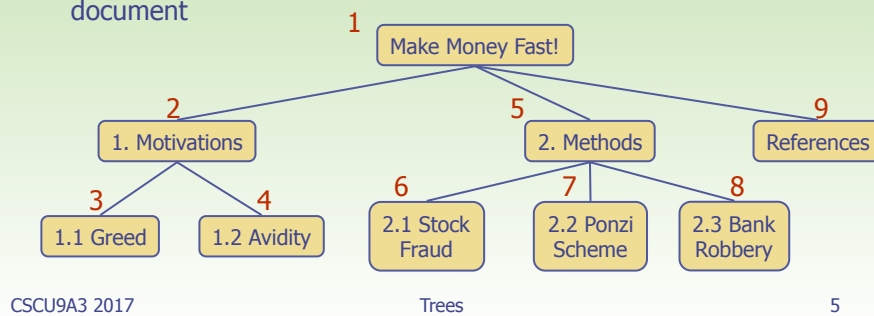 document
1
Make Money Fast!
2
5
9
1. Motivations
2. Methods
References
3
4
6
7
8
1.1 Greed
1.2 Avidity
2.1 Stock
Fraud
2.2 Ponzi
Scheme
2.3 Bank
Robbery
CSCU9A3 2017
Trees
5